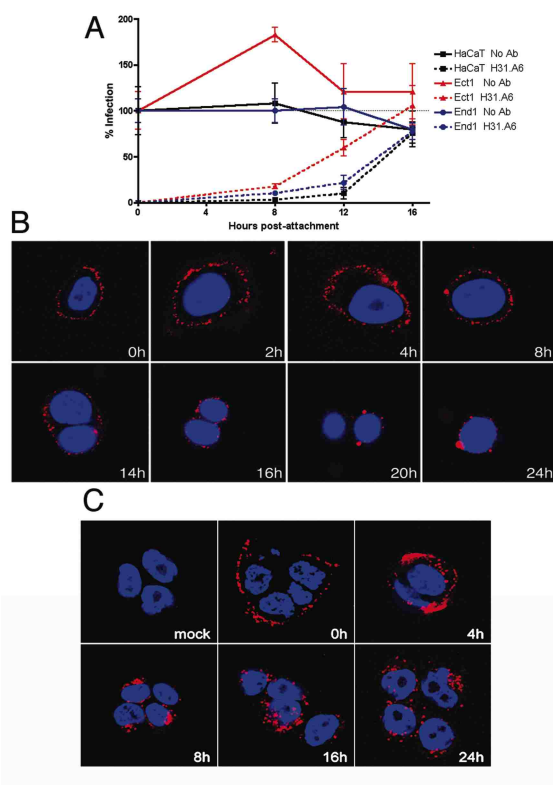 A
200
150
100
50
0
% Infection
0 4 8 12 16
Hours post-attachment
HaCaT No Ab
HaCaT H31.A6
Ect1 No Ab
Ect1 H31.A6
End1 No Ab
End1 H31.A6
B
0h 2h 4h 8h
14h 16h 20h 24h
C
mock 0h 4h
8h 16h 24h